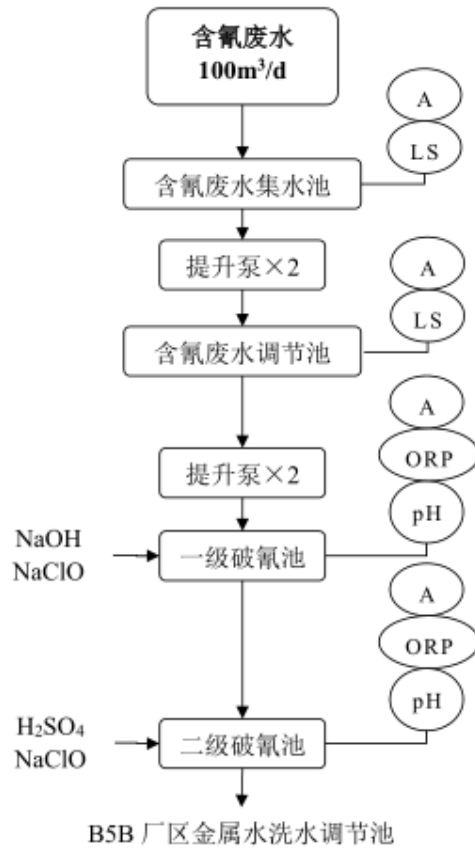 含氰废水
100m³/d
A
LS
含氰废水集水池
提升泵×2
A
LS
含氰废水调节池
A
ORP
pH
提升泵×2
NaOH
NaClO
一级破氰池
A
ORP
pH
H₂SO₄
NaClO
二级破氰池
B5B 厂区金属水洗水调节池